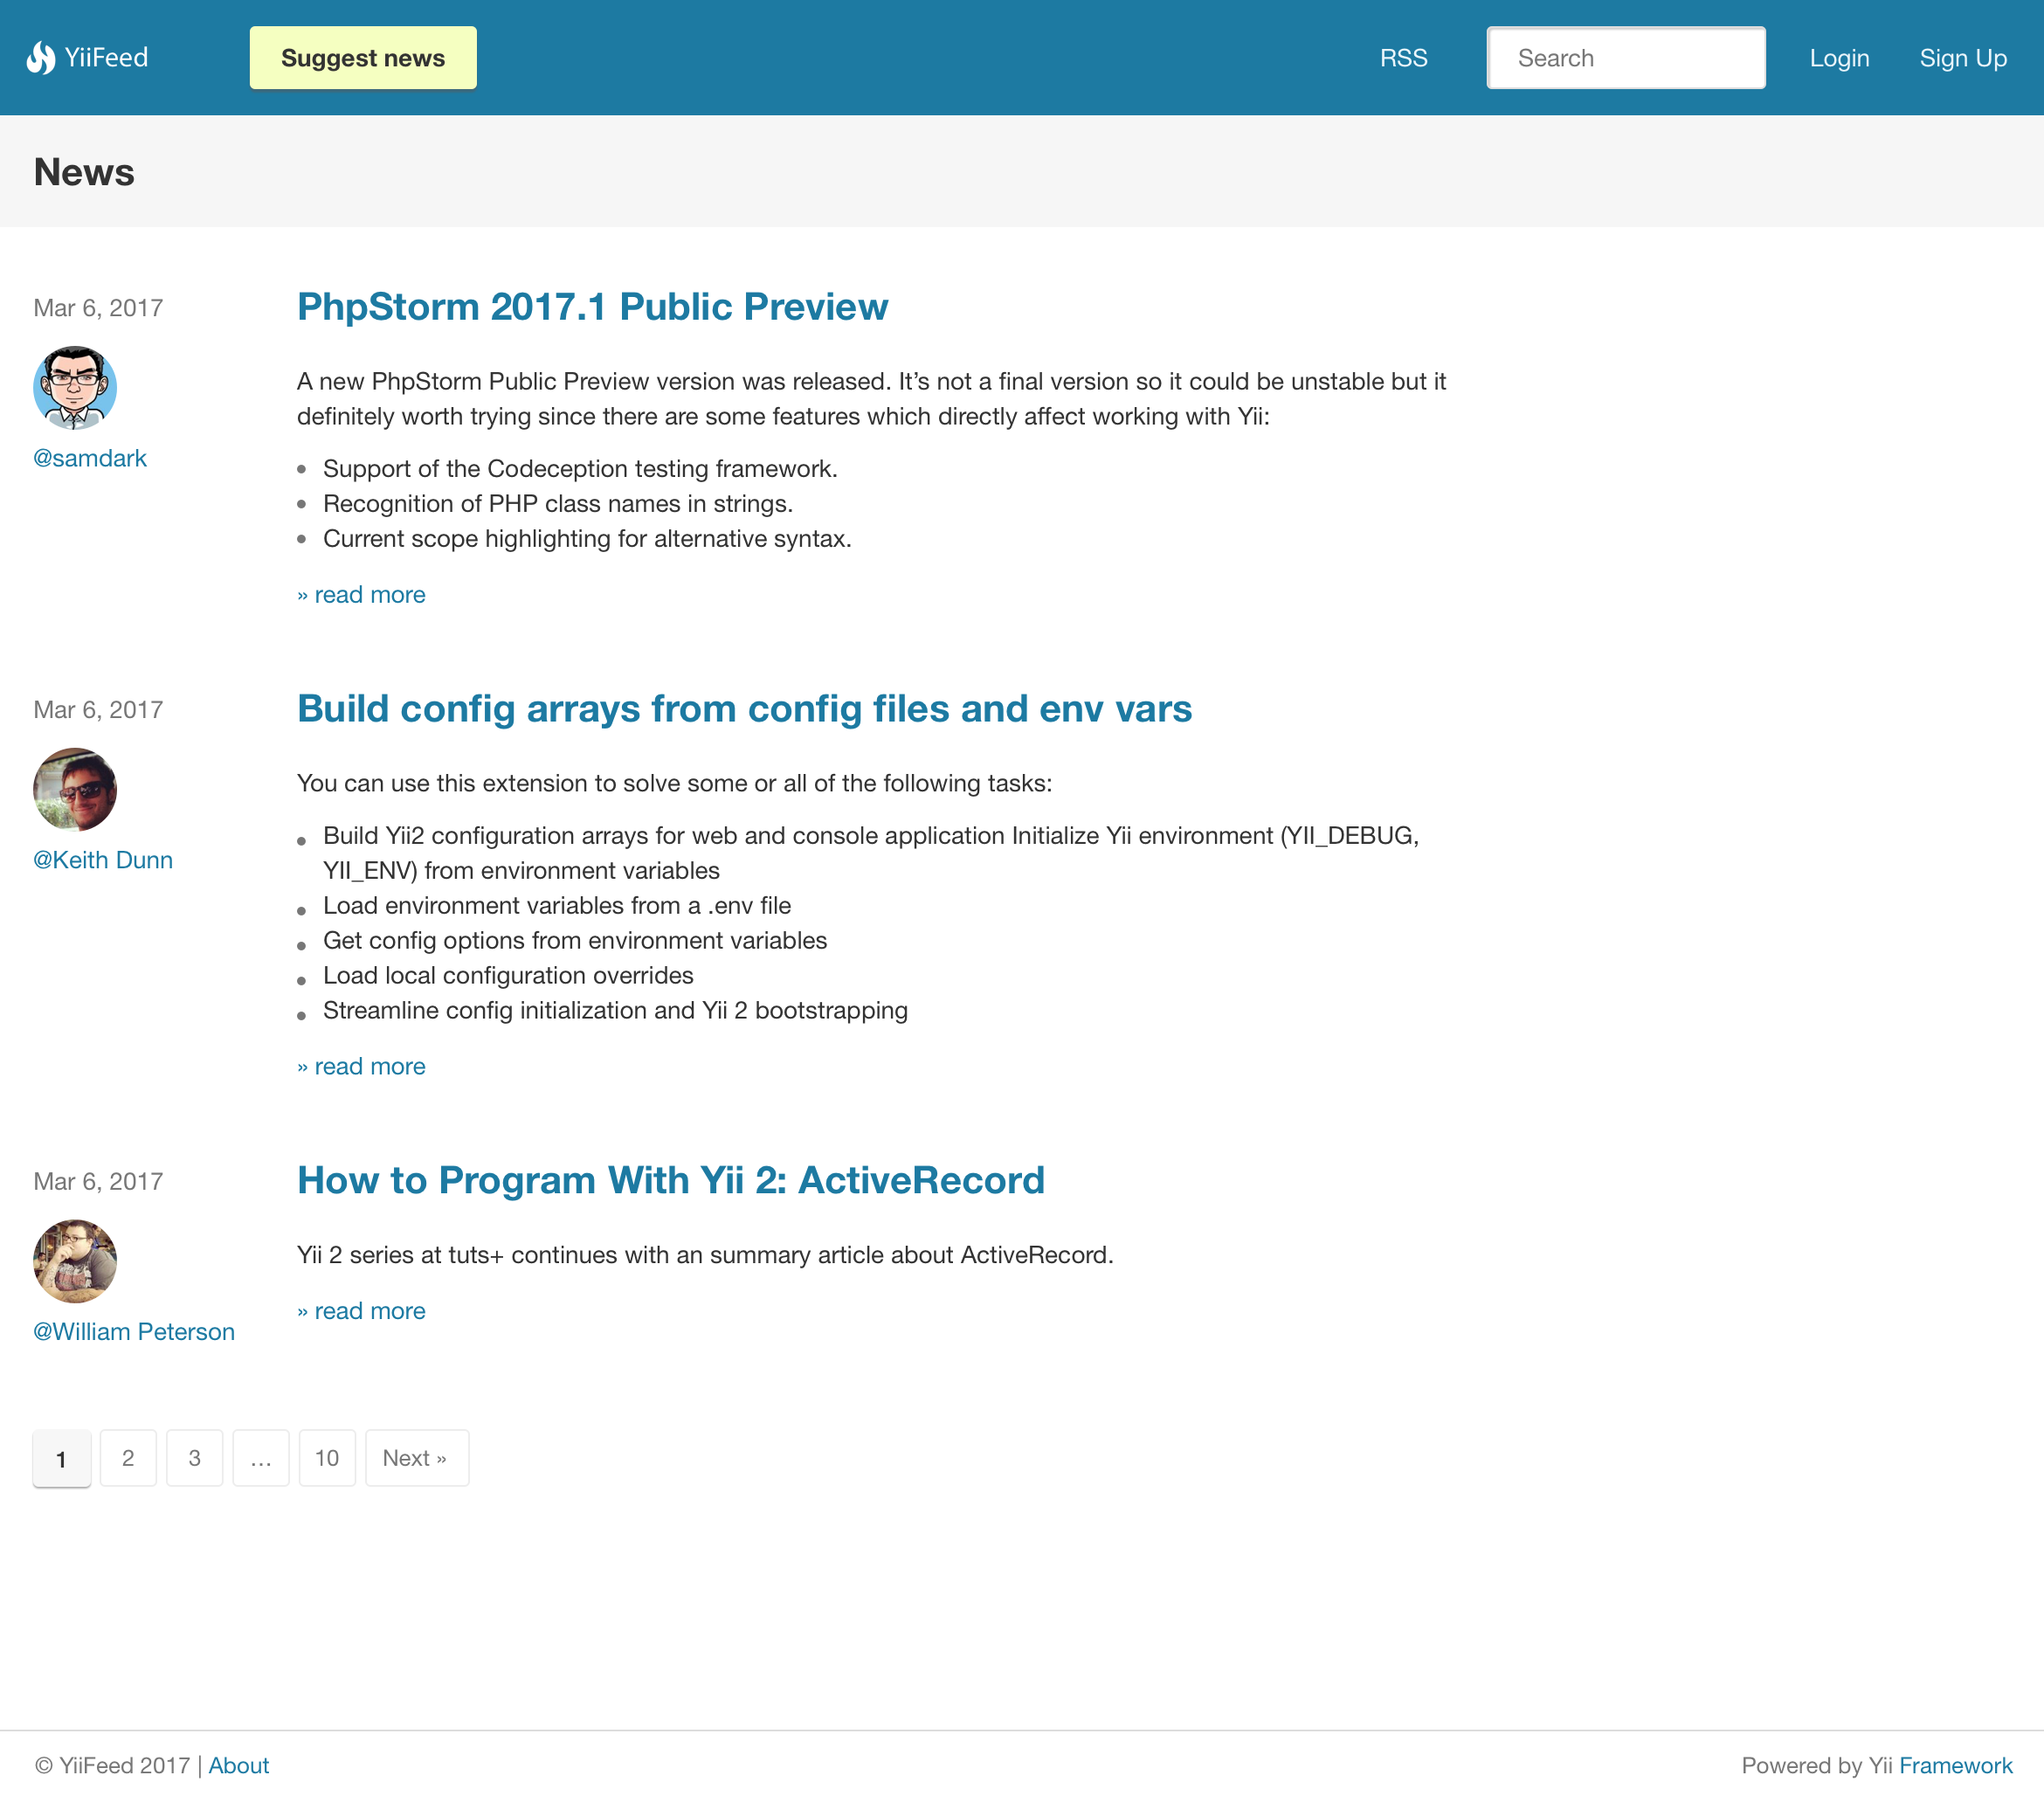 YiiFeed
Suggest news
RSS
Search
Login
Sign Up
News
Mar 6, 2017
@samdark
PhpStorm 2017.1 Public Preview
A new PhpStorm Public Preview version was released. It’s not a final version so it could be unstable but it
definitely worth trying since there are some features which directly affect working with Yii:
• Support of the Codeception testing framework.
• Recognition of PHP class names in strings.
• Current scope highlighting for alternative syntax.
» read more
Mar 6, 2017
@Keith Dunn
Build config arrays from config files and env vars
You can use this extension to solve some or all of the following tasks:
• Build Yii2 configuration arrays for web and console application Initialize Yii environment (YII_DEBUG,
YII_ENV) from environment variables
• Load environment variables from a .env file
• Get config options from environment variables
• Load local configuration overrides
• Streamline config initialization and Yii 2 bootstrapping
» read more
Mar 6, 2017
@William Peterson
How to Program With Yii 2: ActiveRecord
Yii 2 series at tuts+ continues with an summary article about ActiveRecord.
» read more
1 2 3 … 10 Next »
© YiiFeed 2017 | About
Powered by Yii Framework